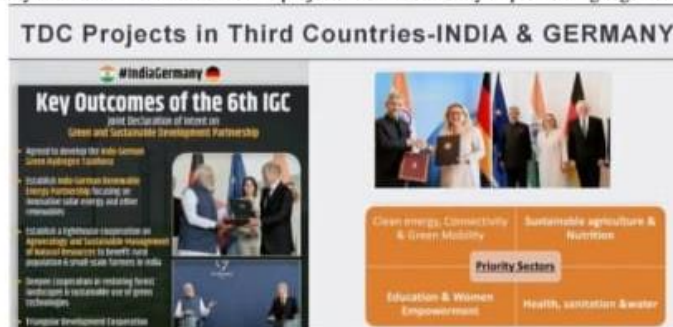 TDC Projects in Third Countries-INDIA & GERMANY
#IndiaGermany
Key Outcomes of the 6th IGC
Joint Declaration of Intent on
Green and Sustainable Development Partnership
Agreed to develop the Indo-German
Green Hydrogen Taskforce
Establish Indo-German Renewable
Energy Partnership focusing on
innovative solar energy and other
renewables
Establish a lighthouse cooperation on
Agroecology and Sustainable Management
of Natural Resources to benefit rural
population & small-scale farmers in India
Deepen cooperation in restoring forest
landscapes & sustainable use of green
technologies
Triangular Development Cooperation
Clean energy, Connectivity
& Green Mobility
Sustainable agriculture &
Nutrition
Priority Sectors
Education & Women
Empowerment
Health, sanitation &water